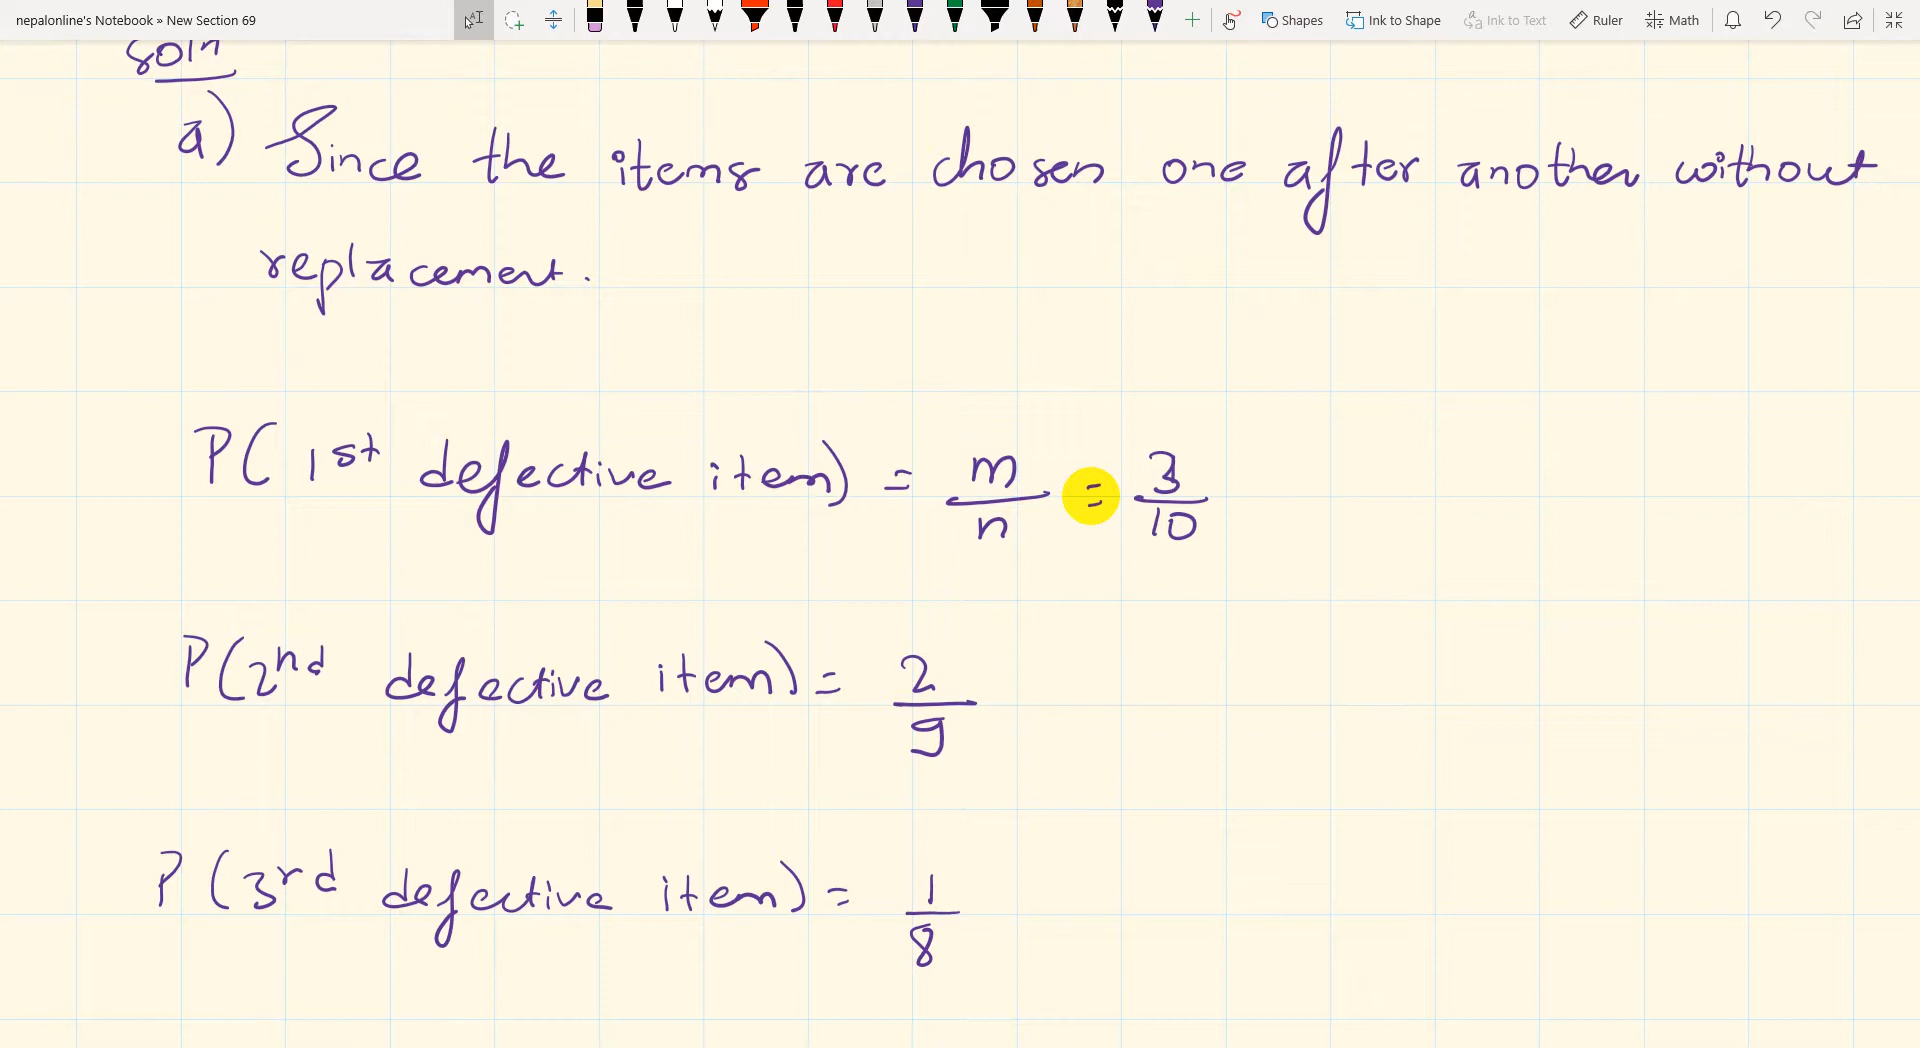 nepalonline's Notebook » New Section 69
Shapes Ink to Shape Ink to Text Ruler Math
soln
a) Since the items are chosen one after another without
replacement.
P( 1st defective item) = m/n = 3/10
P(2nd defective item) = 2/9
P(3rd defective item) = 1/8